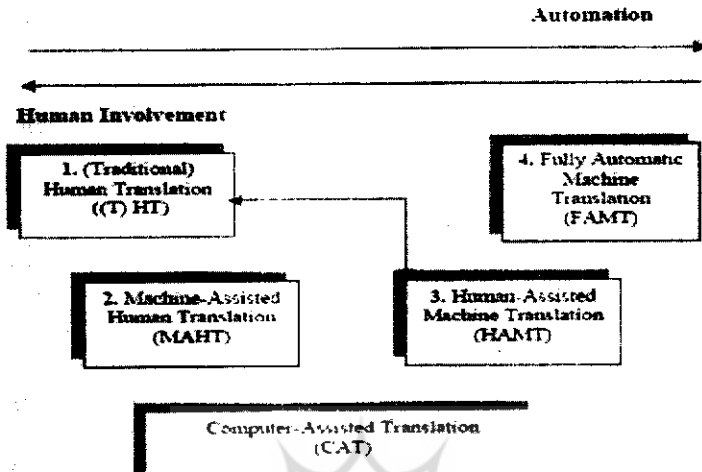 Automation
Human Involvement
1. (Traditional)
Human Translation
((T) HT)
4. Fully Automatic
Machine
Translation
(FAMT)
2. Machine-Assisted
Human Translation
(MAHT)
3. Human-Assisted
Machine Translation
(HAMT)
Computer-Assisted Translation
(CAT)